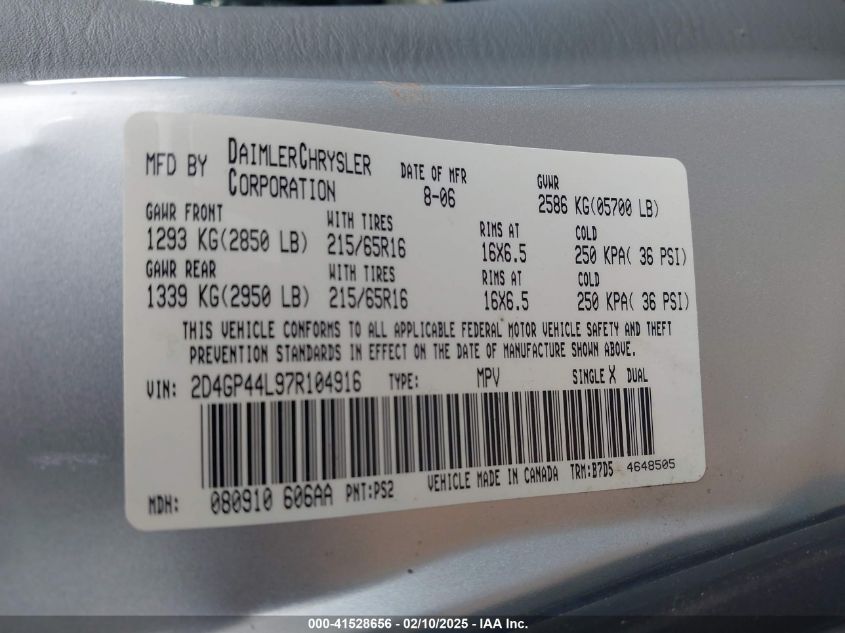 MFD BY DAIMLERCHRYSLER CORPORATION DATE OF MFR 8-06 GVWR 2586 KG(05700 LB)
GAWR FRONT WITH TIRES RIMS AT COLD
1293 KG(2850 LB) 215/65R16 16X6.5 250 KPA( 36 PSI)
GAWR REAR WITH TIRES RIMS AT COLD
1339 KG(2950 LB) 215/65R16 16X6.5 250 KPA( 36 PSI)
THIS VEHICLE CONFORMS TO ALL APPLICABLE FEDERAL MOTOR VEHICLE SAFETY AND THEFT
PREVENTION STANDARDS IN EFFECT ON THE DATE OF MANUFACTURE SHOWN ABOVE.
VIN: 2D4GP44L97R104916 TYPE: MPV SINGLE X DUAL
MDH: 080910 606AA PNT:PS2 VEHICLE MADE IN CANADA TRM:B7D5 4648505
000-41528656 — 02/10/2025 — IAA Inc.